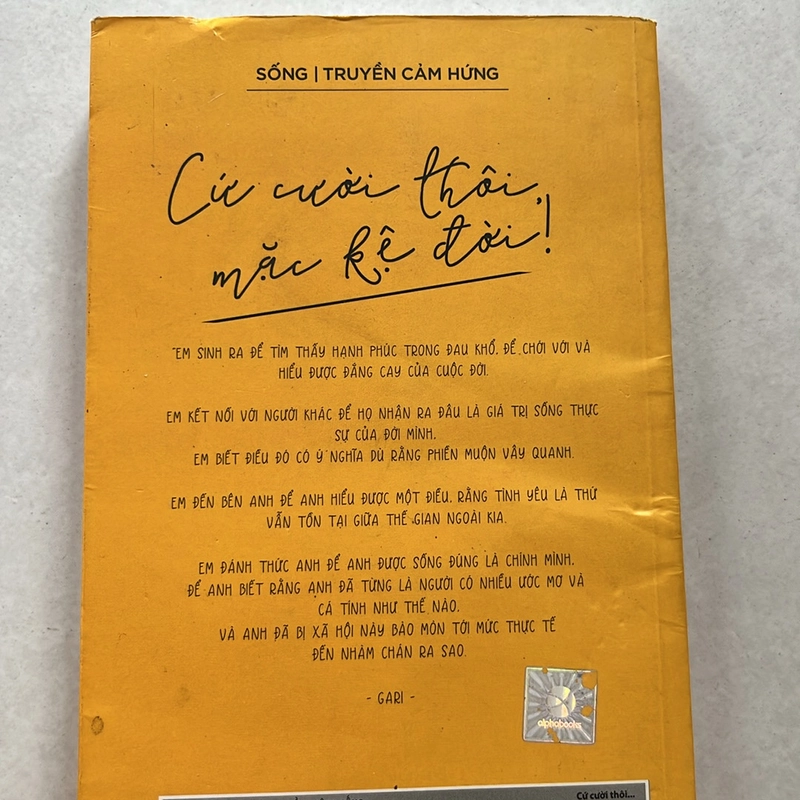 SỐNG | TRUYỀN CẢM HỨNG
Cứ cười thôi,
mặc kệ đời!
"EM SINH RA ĐỂ TÌM THẤY HẠNH PHÚC TRONG ĐAU KHỔ, ĐỂ CHƠI VỚI VÀ
HIỂU ĐƯỢC ĐẮNG CAY CỦA CUỘC ĐỜI.
EM KẾT NỐI VỚI NGƯỜI KHÁC ĐỂ HỌ NHẬN RA ĐÂU LÀ GIÁ TRỊ SỐNG THỰC
SỰ CỦA ĐỜI MÌNH,
EM BIẾT ĐIỀU ĐÓ CÓ Ý NGHĨA DÙ RẰNG PHIỀN MUỘN VÂY QUANH.
EM ĐẾN BÊN ANH ĐỂ ANH HIỂU ĐƯỢC MỘT ĐIỀU, RẰNG TÌNH YÊU LÀ THỨ
VẪN TỒN TẠI GIỮA THẾ GIAN NGOÀI KIA.
EM ĐÁNH THỨC ANH ĐỂ ANH ĐƯỢC SỐNG ĐÚNG LÀ CHÍNH MÌNH,
ĐỂ ANH BIẾT RẰNG ANH ĐÃ TỪNG LÀ NGƯỜI CÓ NHIỀU ƯỚC MƠ VÀ
CÁ TÍNH NHƯ THẾ NÀO,
VÀ ANH ĐÃ BỊ XÃ HỘI NÀY BÀO MÒN TỚI MỨC THỰC TẾ
ĐẾN NHÀM CHÁN RA SAO.
- GARI -
alphabooks
Cứ cười thôi...